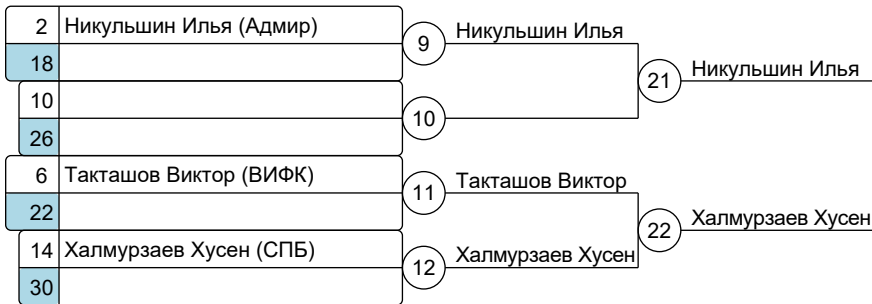 2 Никульшин Илья (Адмир)
18
9 Никульшин Илья
21 Никульшин Илья
10
26
10
6 Такташов Виктор (ВИФК)
22
11 Такташов Виктор
22 Халмурзаев Хусен
14 Халмурзаев Хусен (СПБ)
30
12 Халмурзаев Хусен